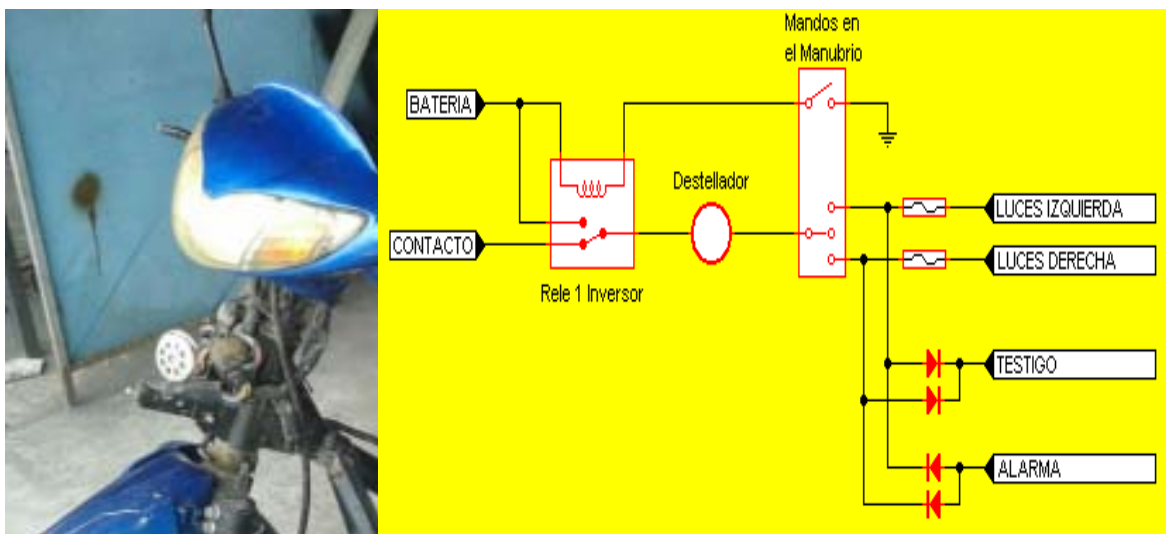 Mandos en
el Manubrio
BATERIA
Destellador
LUCES IZQUIERDA
CONTACTO
LUCES DERECHA
Rele 1 Inversor
TESTIGO
ALARMA